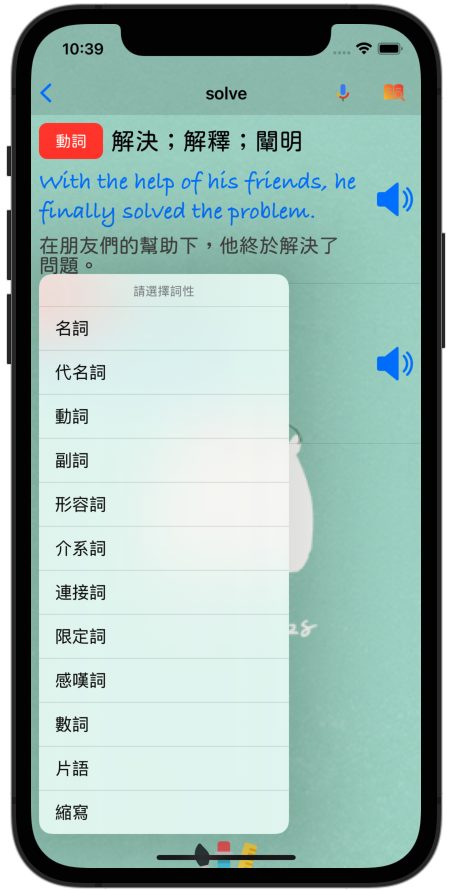 10:39
solve
動詞 解決；解釋；闡明
With the help of his friends, he
finally solved the problem.
在朋友們的幫助下，他終於解決了
問題。
請選擇詞性
名詞
代名詞
動詞
副詞
形容詞
介系詞
連接詞
限定詞
感嘆詞
數詞
片語
縮寫